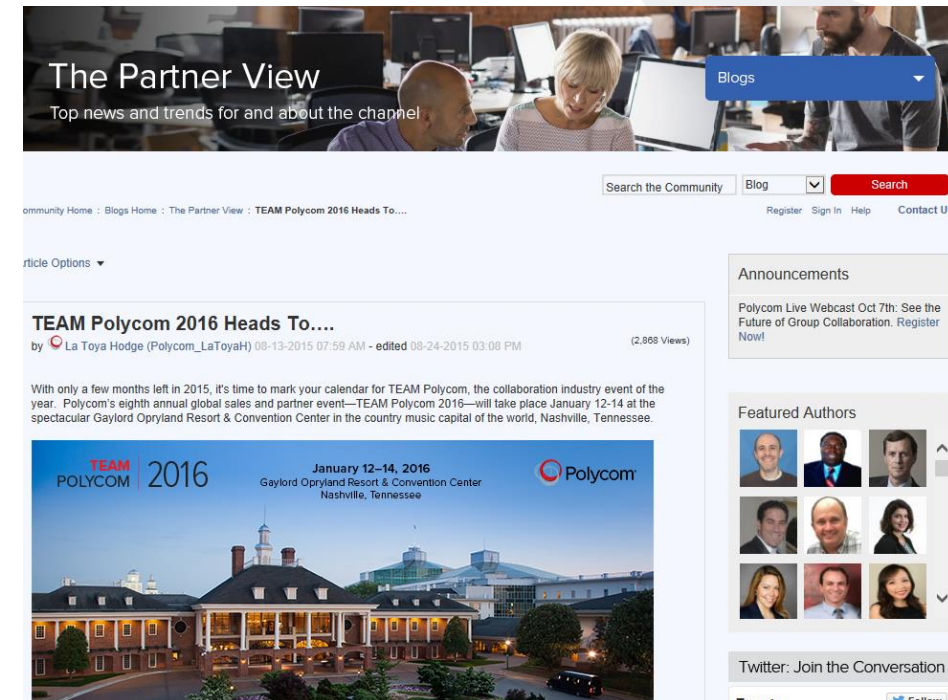 The Partner View
Top news and trends for and about the channel
Blogs
Search the Community
Blog
Search
ommunity Home : Blogs Home : The Partner View : TEAM Polycom 2016 Heads To....
Register Sign In Help Contact U
rticle Options
TEAM Polycom 2016 Heads To....
by La Toya Hodge (Polycom_LaToyaH) 08-13-2015 07:59 AM - edited 08-24-2015 03:08 PM
(2,868 Views)
With only a few months left in 2015, it's time to mark your calendar for TEAM Polycom, the collaboration industry event of the
year. Polycom's eighth annual global sales and partner event—TEAM Polycom 2016—will take place January 12-14 at the
spectacular Gaylord Opryland Resort & Convention Center in the country music capital of the world, Nashville, Tennessee.
TEAM
POLYCOM 2016
January 12–14, 2016
Gaylord Opryland Resort & Convention Center
Nashville, Tennessee
Polycom
Announcements
Polycom Live Webcast Oct 7th: See the
Future of Group Collaboration. Register
Now!
Featured Authors
Twitter: Join the Conversation